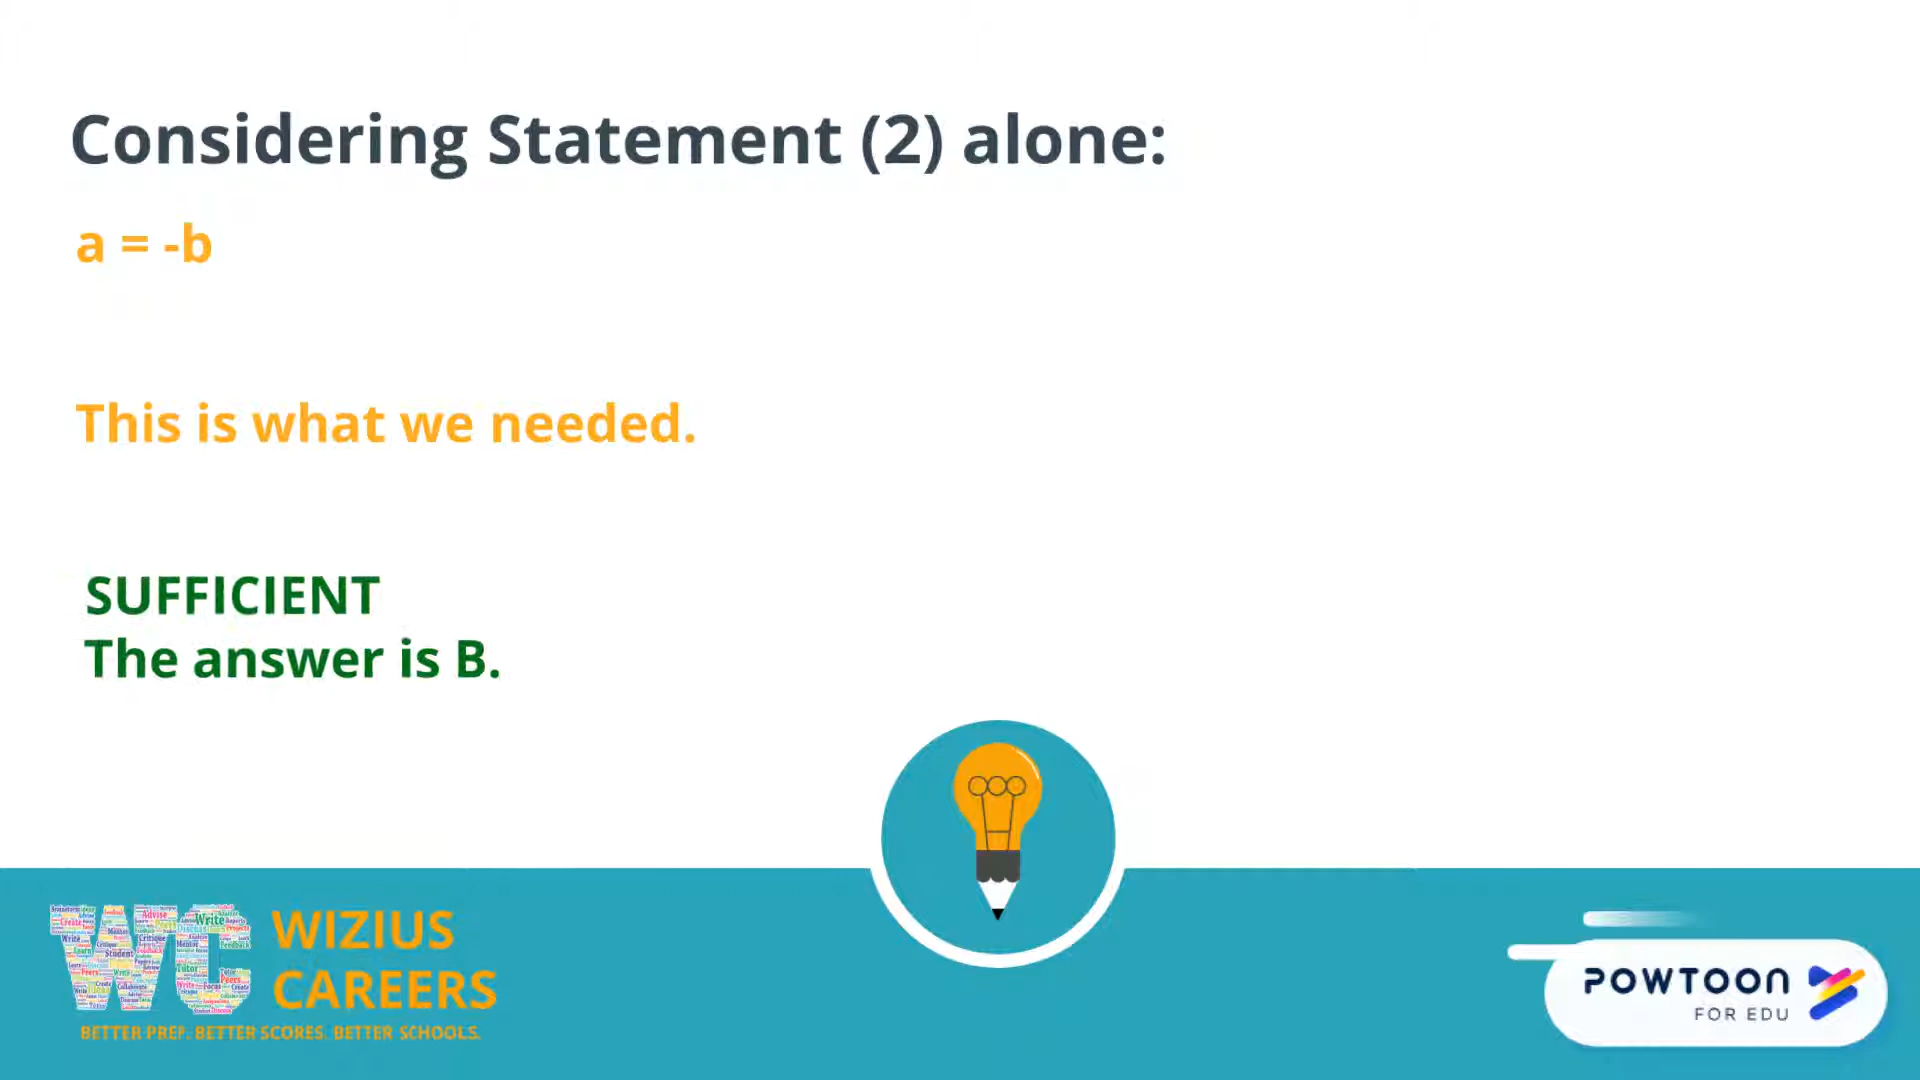 Considering Statement (2) alone:
a = -b
This is what we needed.
SUFFICIENT
The answer is B.
WIZIUS
CAREERS
BETTER PREP. BETTER SCORES. BETTER SCHOOLS.
POWTOON
FOR EDU